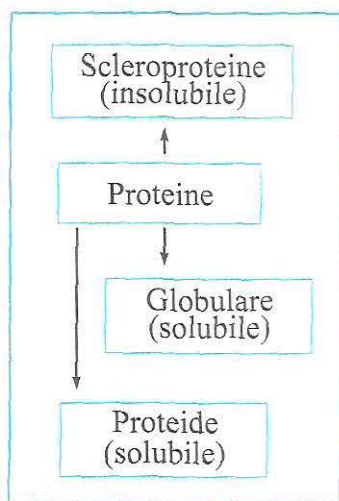 Scleroproteine
(insolubile)
Proteine
Globulare
(solubile)
Proteide
(solubile)